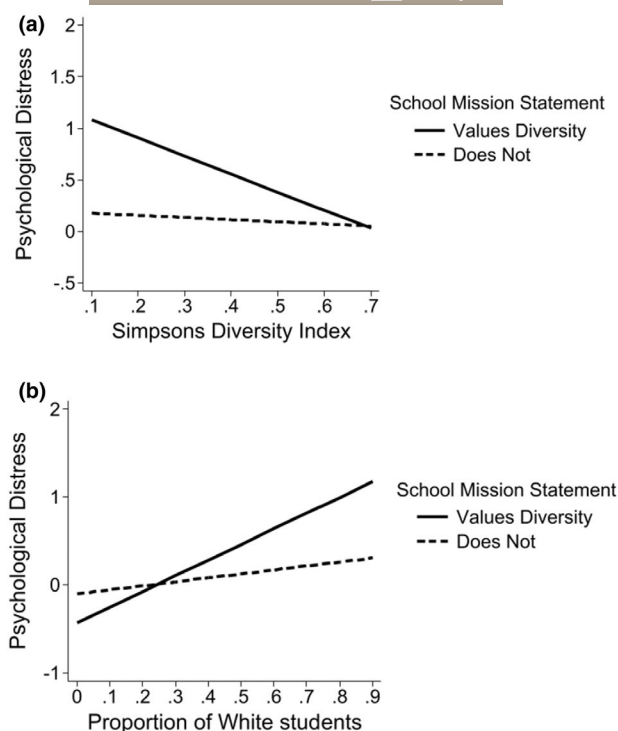 (a)
2
1.5
1
.5
0
-.5
Psychological Distress
.1 .2 .3 .4 .5 .6 .7
Simpsons Diversity Index
School Mission Statement
Values Diversity
Does Not
(b)
2
1
0
-1
Psychological Distress
0 .1 .2 .3 .4 .5 .6 .7 .8 .9
Proportion of White students
School Mission Statement
Values Diversity
Does Not